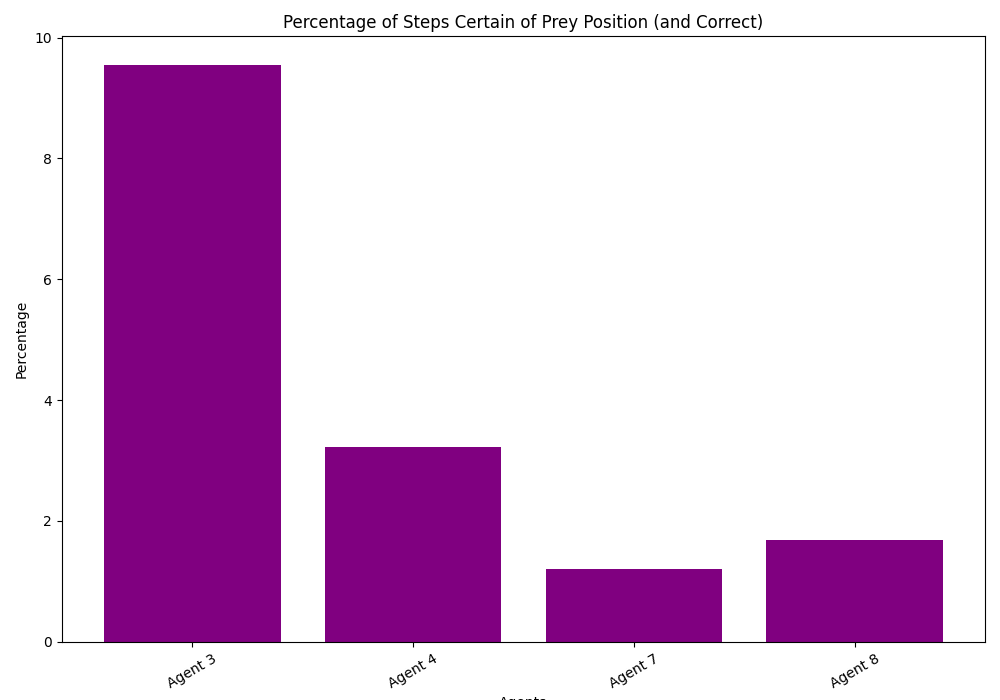 Percentage of Steps Certain of Prey Position (and Correct)
10
8
6
4
2
0
Percentage
Agent 3
Agent 4
Agent 7
Agent 8
Agents